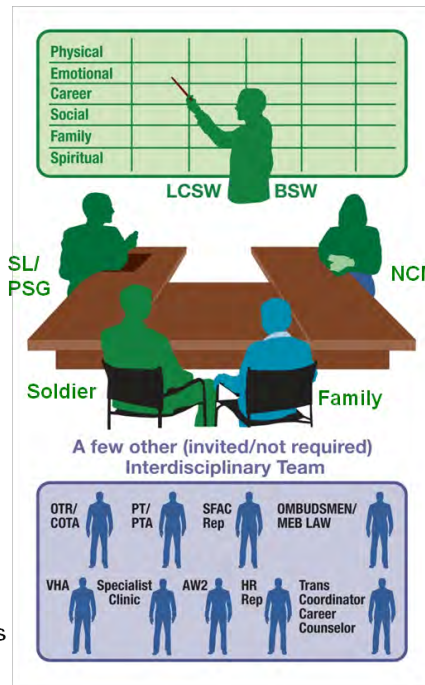 Physical
Emotional
Career
Social
Family
Spiritual
LCSW BSW
SL/
PSG
Soldier
Family
A few other (invited/not required)
Interdisciplinary Team
OTR/
COTA
PT/
PTA
SFAC
Rep
OMBUDSMEN/
MEB LAW
VHA
Specialist
Clinic
AW2
HR
Rep
Trans
Coordinator
Career
Counselor